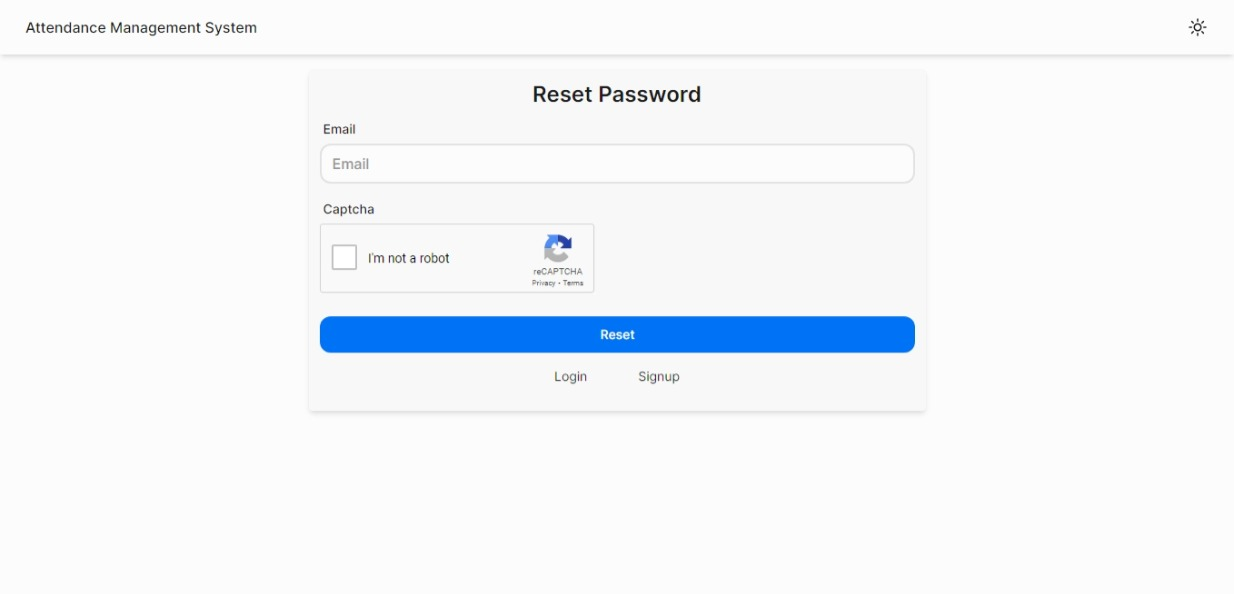 Attendance Management System
Reset Password
Email
Email
Captcha
I'm not a robot
reCAPTCHA
Privacy - Terms
Reset
Login Signup